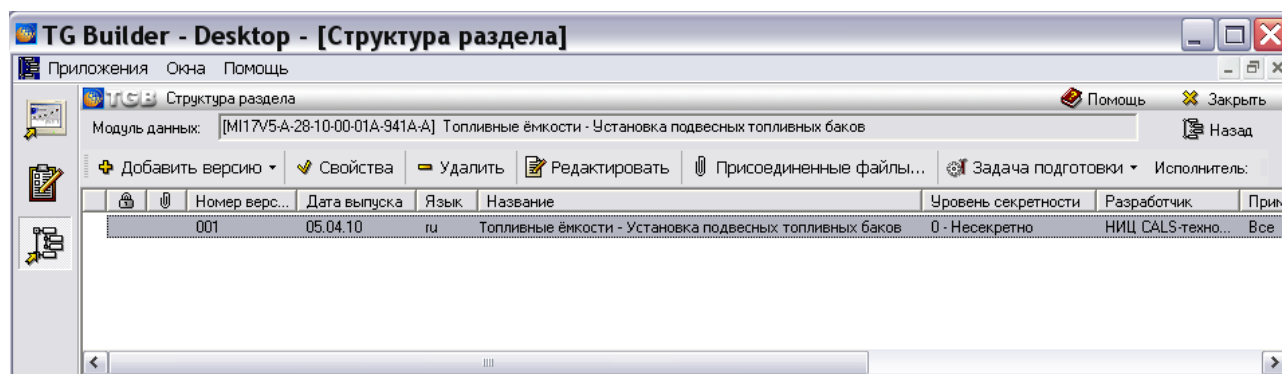 TG Builder - Desktop - [Структура раздела]
Приложения Окна Помощь
TGB Структура раздела Помощь Закрыть
Модуль данных: [MI17V5-A-28-10-00-01A-941A-A] Топливные ёмкости - Установка подвесных топливных баков Назад
Добавить версию Свойства Удалить Редактировать Присоединенные файлы... Задача подготовки Исполнитель:
Номер верс... Дата выпуска Язык Название Уровень секретности Разработчик Прим
001 05.04.10 ru Топливные ёмкости - Установка подвесных топливных баков 0 - Несекретно НИЦ CALS-техно... Все